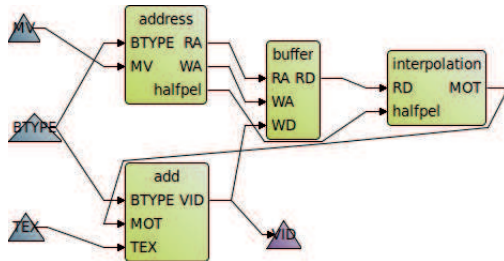 MV
address
BTYPE RA
MV WA
halfpel
buffer
RA RD
WA
WD
interpolation
RD MOT
halfpel
BTYPE
add
BTYPE VID
MOT
TEX
TEX
VID